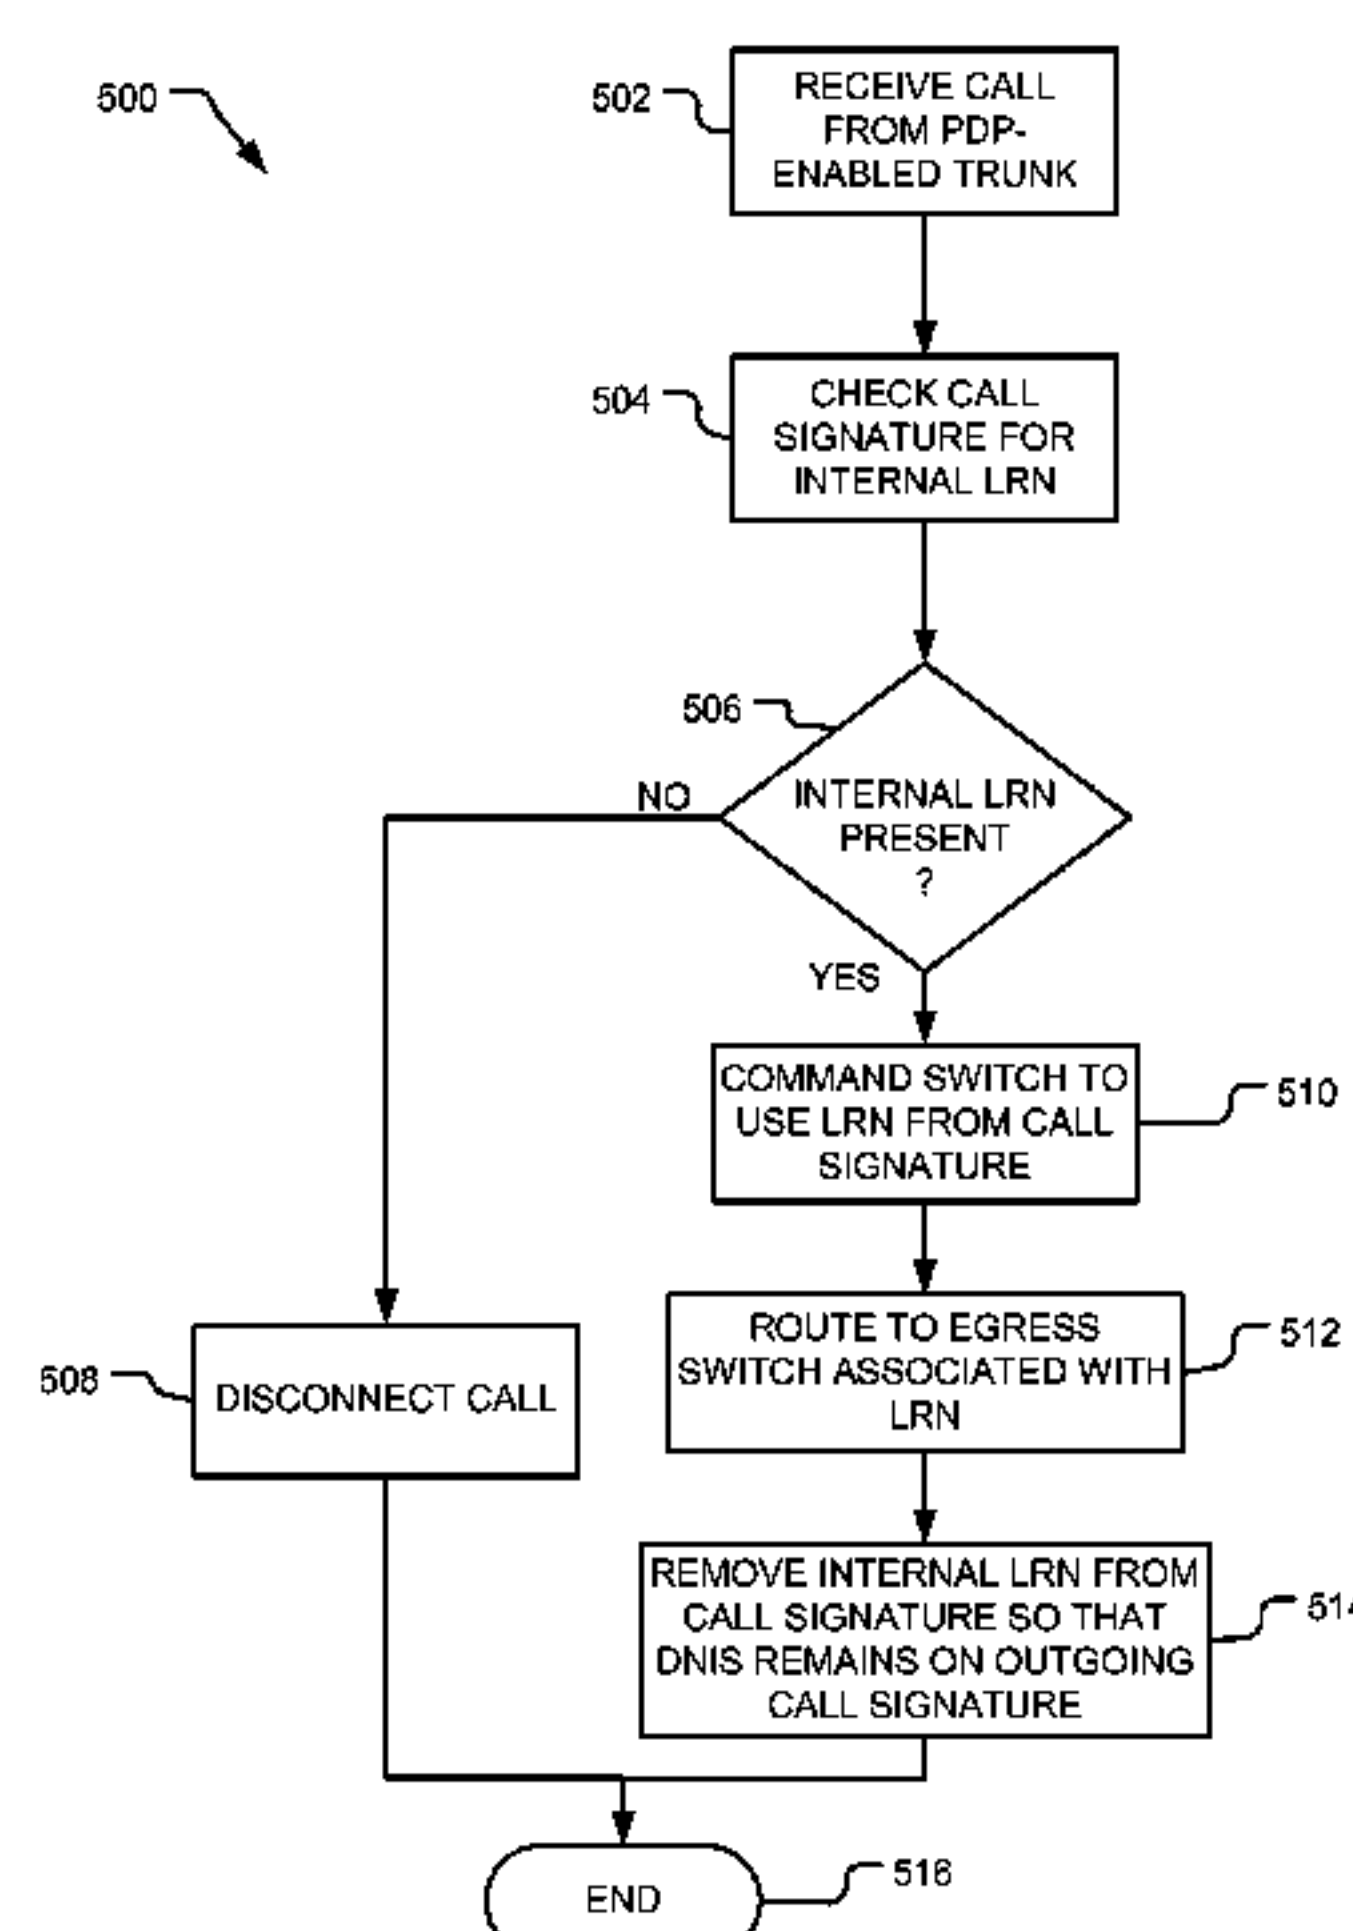 500
502
RECEIVE CALL
FROM PDP-
ENABLED TRUNK
504
CHECK CALL
SIGNATURE FOR
INTERNAL LRN
506
INTERNAL LRN
PRESENT
?
NO
YES
COMMAND SWITCH TO
USE LRN FROM CALL
SIGNATURE
510
ROUTE TO EGRESS
SWITCH ASSOCIATED WITH
LRN
512
508
DISCONNECT CALL
REMOVE INTERNAL LRN FROM
CALL SIGNATURE SO THAT
DNIS REMAINS ON OUTGOING
CALL SIGNATURE
514
END
516